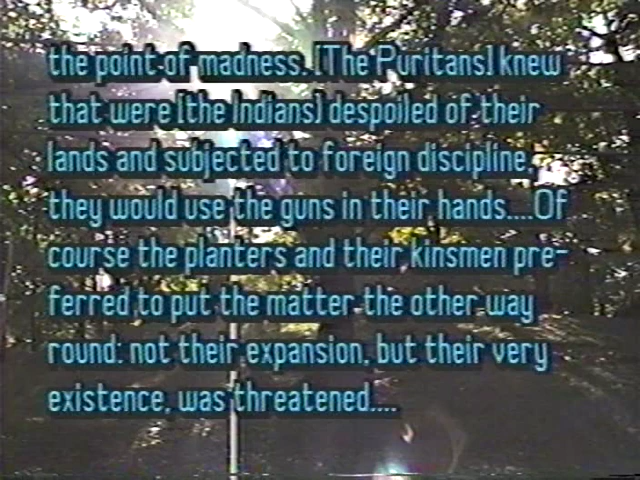 the point of madness. [The Puritans] knew
that were [the Indians] despoiled of their
lands and subjected to foreign discipline,
they would use the guns in their hands....Of
course the planters and their kinsmen pre-
ferred to put the matter the other way
round: not their expansion, but their very
existence, was threatened....